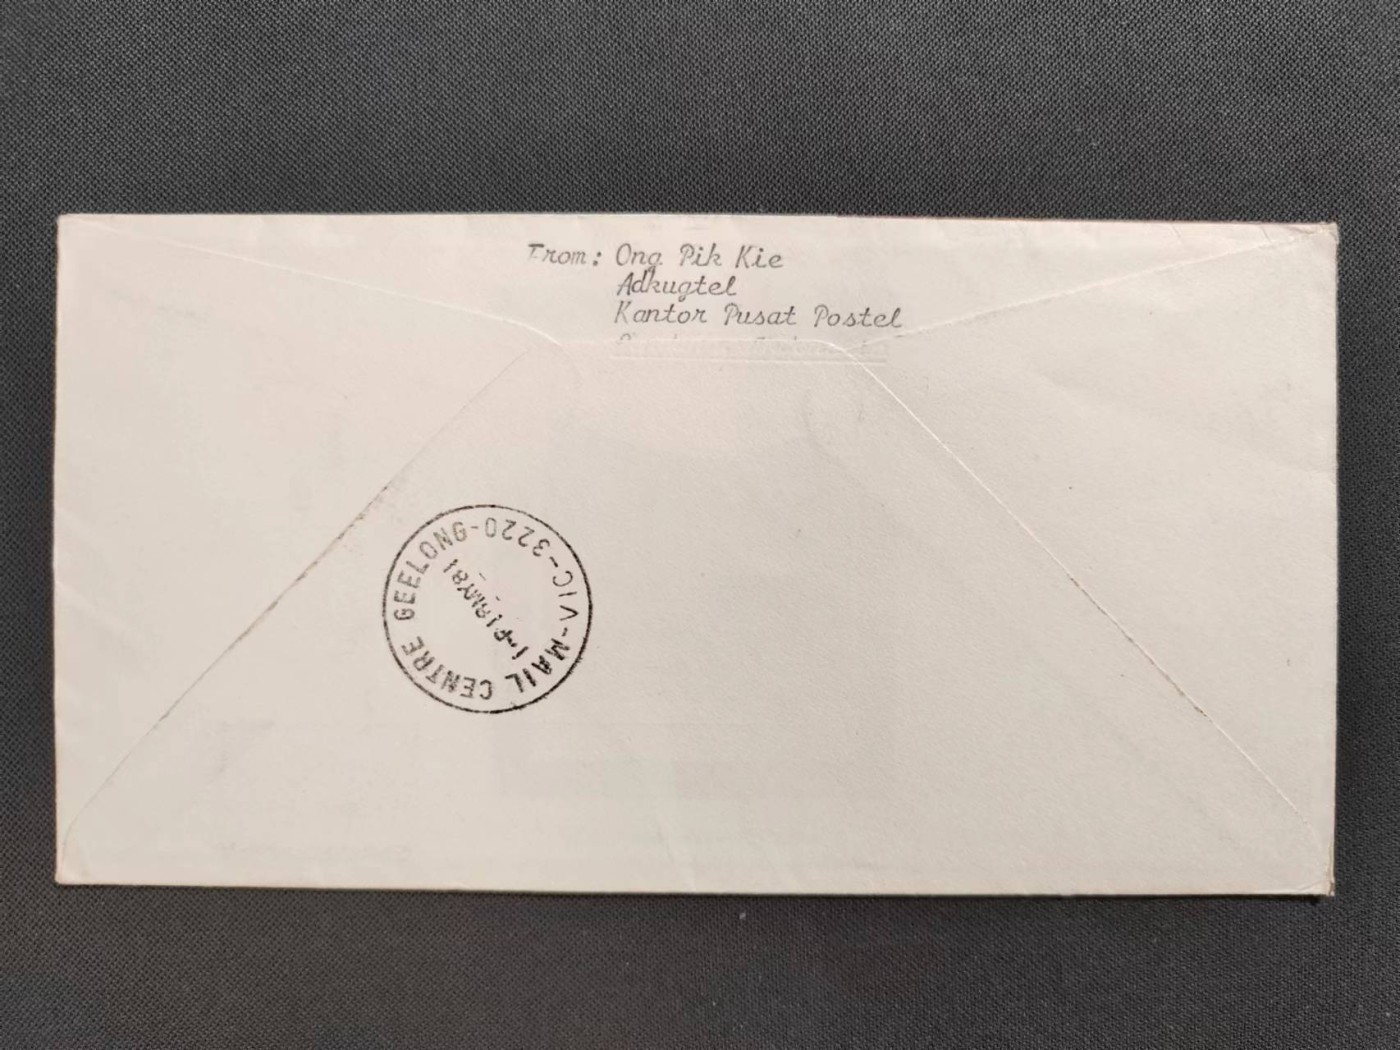 From: Ong Pik Kie
Adkugtel
Kantor Pusat Postel
MAIL CENTRE GEELONG-3220-VIC-